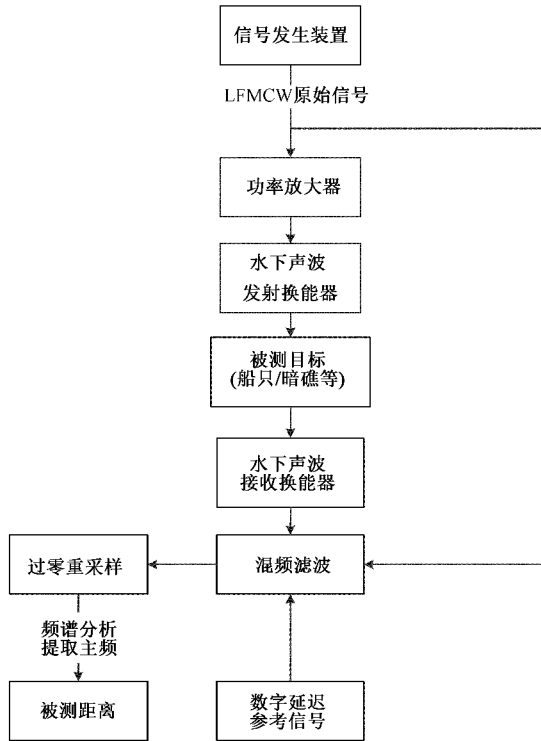 信号发生装置
LFMCW原始信号
功率放大器
水下声波
发射换能器
被测目标
(船只/暗礁等)
水下声波
接收换能器
过零重采样
混频滤波
频谱分析
提取主频
被测距离
数字延迟
参考信号